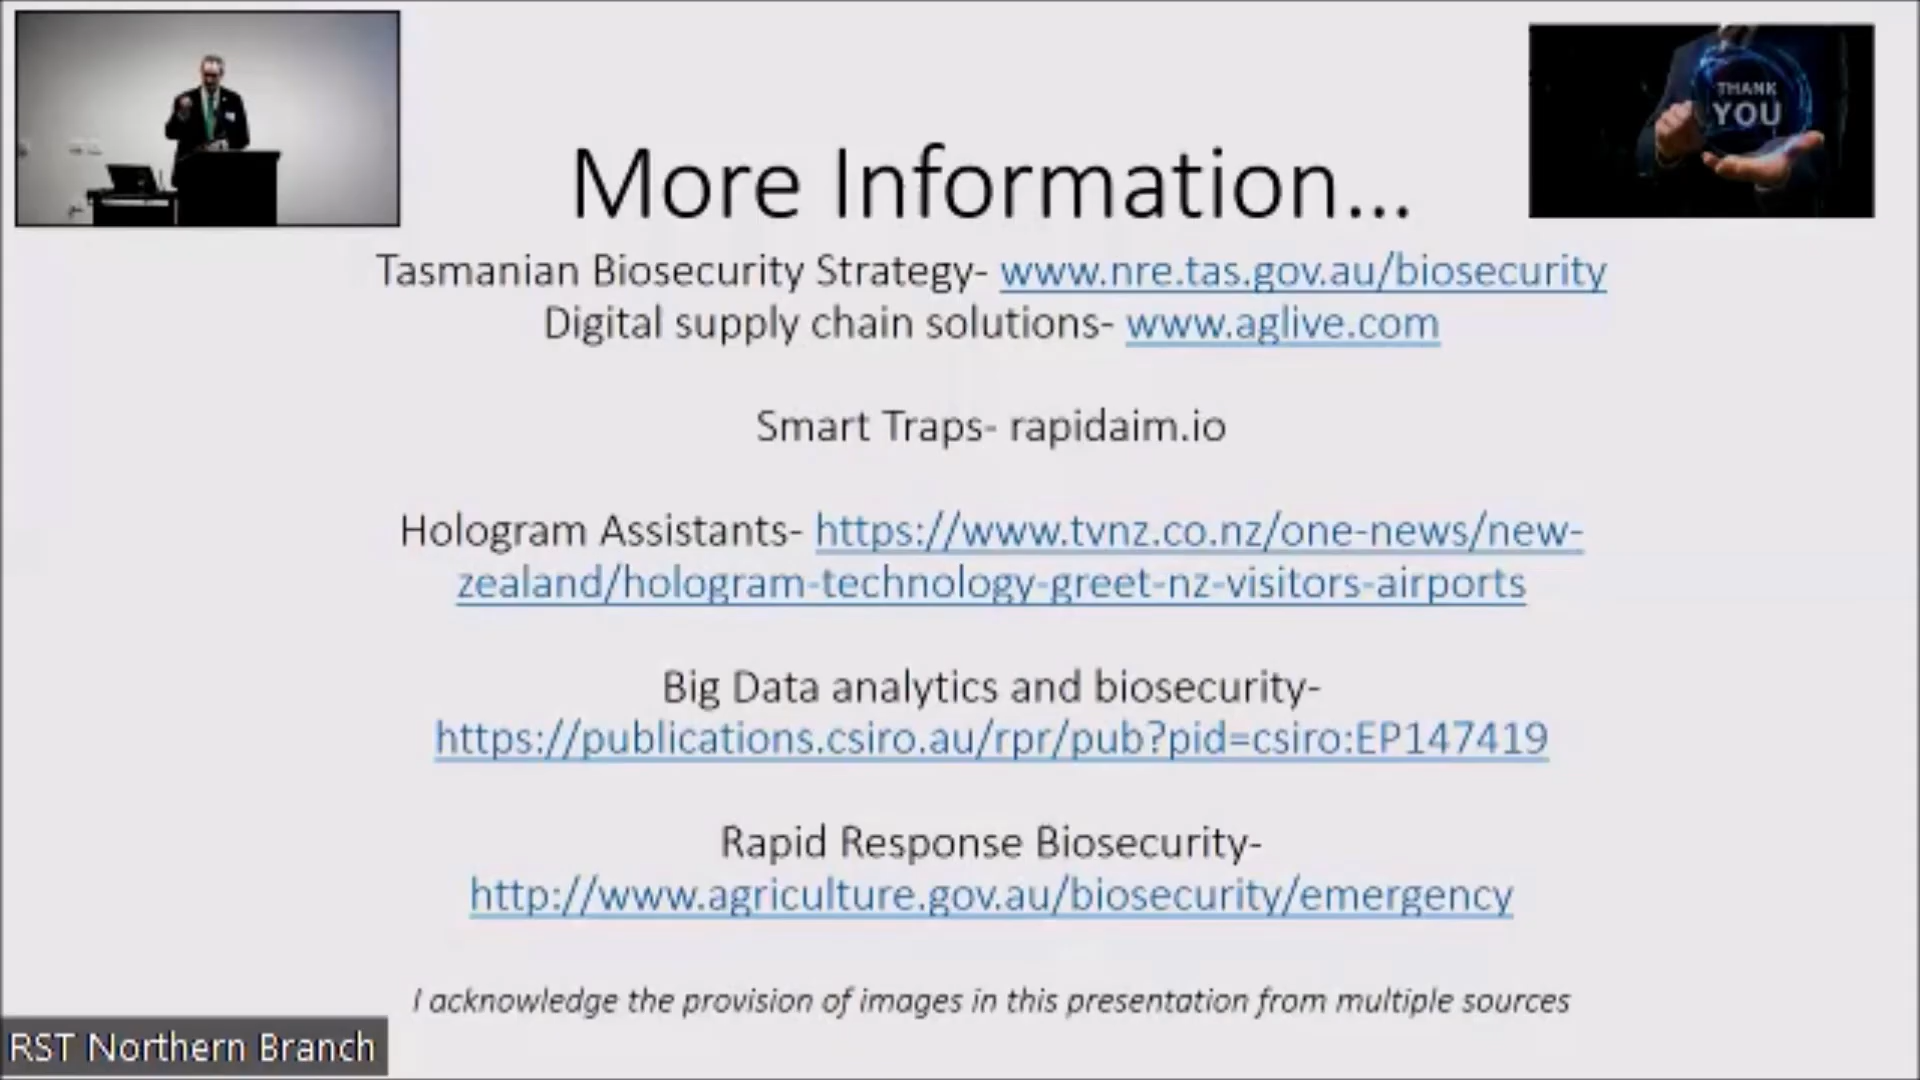 THANK
YOU
More Information...
Tasmanian Biosecurity Strategy- www.nre.tas.gov.au/biosecurity
Digital supply chain solutions- www.aglive.com
Smart Traps- rapidaim.io
Hologram Assistants- https://www.tvnz.co.nz/one-news/new-
zealand/hologram-technology-greet-nz-visitors-airports
Big Data analytics and biosecurity-
https://publications.csiro.au/rpr/pub?pid=csiro:EP147419
Rapid Response Biosecurity-
http://www.agriculture.gov.au/biosecurity/emergency
I acknowledge the provision of images in this presentation from multiple sources
RST Northern Branch